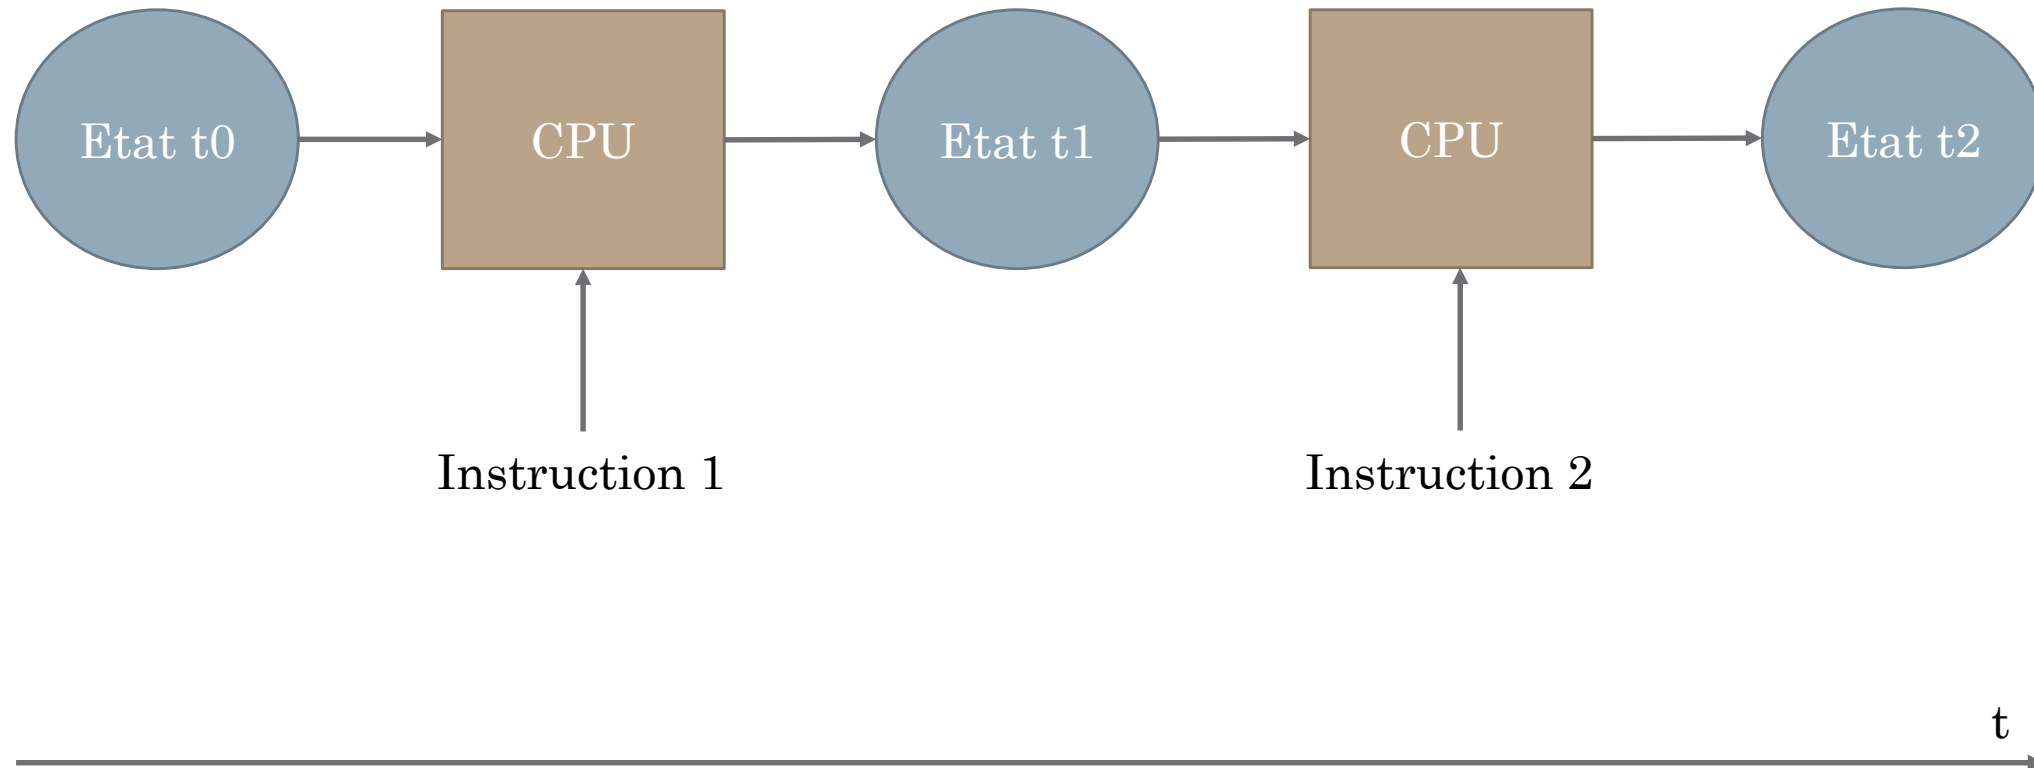 Etat t0
CPU
Etat t1
CPU
Etat t2
Instruction 1
Instruction 2
t